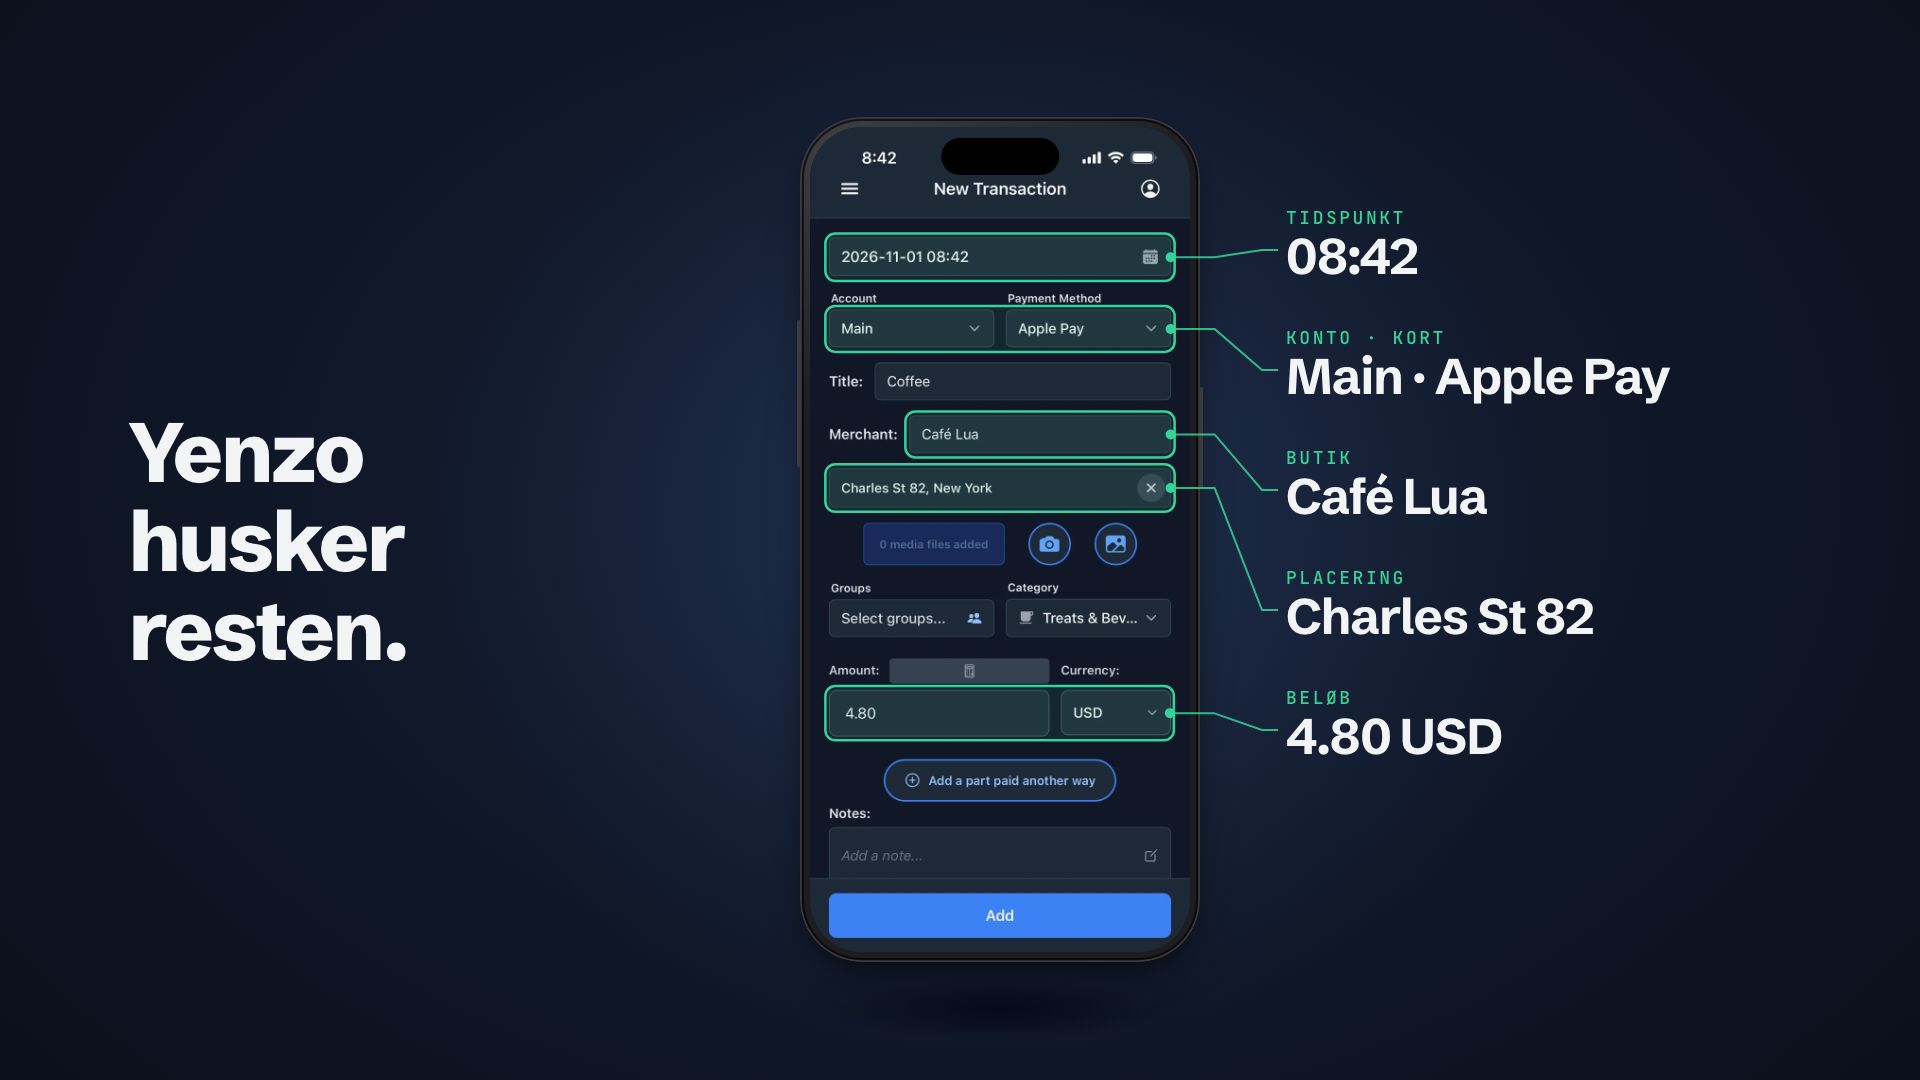 Yenzo
husker
resten.
8:42
New Transaction
2026-11-01 08:42
Account
Payment Method
Main
Apple Pay
Title:
Coffee
Merchant:
Café Lua
Charles St 82, New York
0 media files added
Groups
Category
Select groups...
Treats & Bev...
Amount:
Currency:
4.80
USD
Add a part paid another way
Notes:
Add a note...
Add
TIDSPUNKT
08:42
KONTO · KORT
Main · Apple Pay
BUTIK
Café Lua
PLACERING
Charles St 82
BELØB
4.80 USD